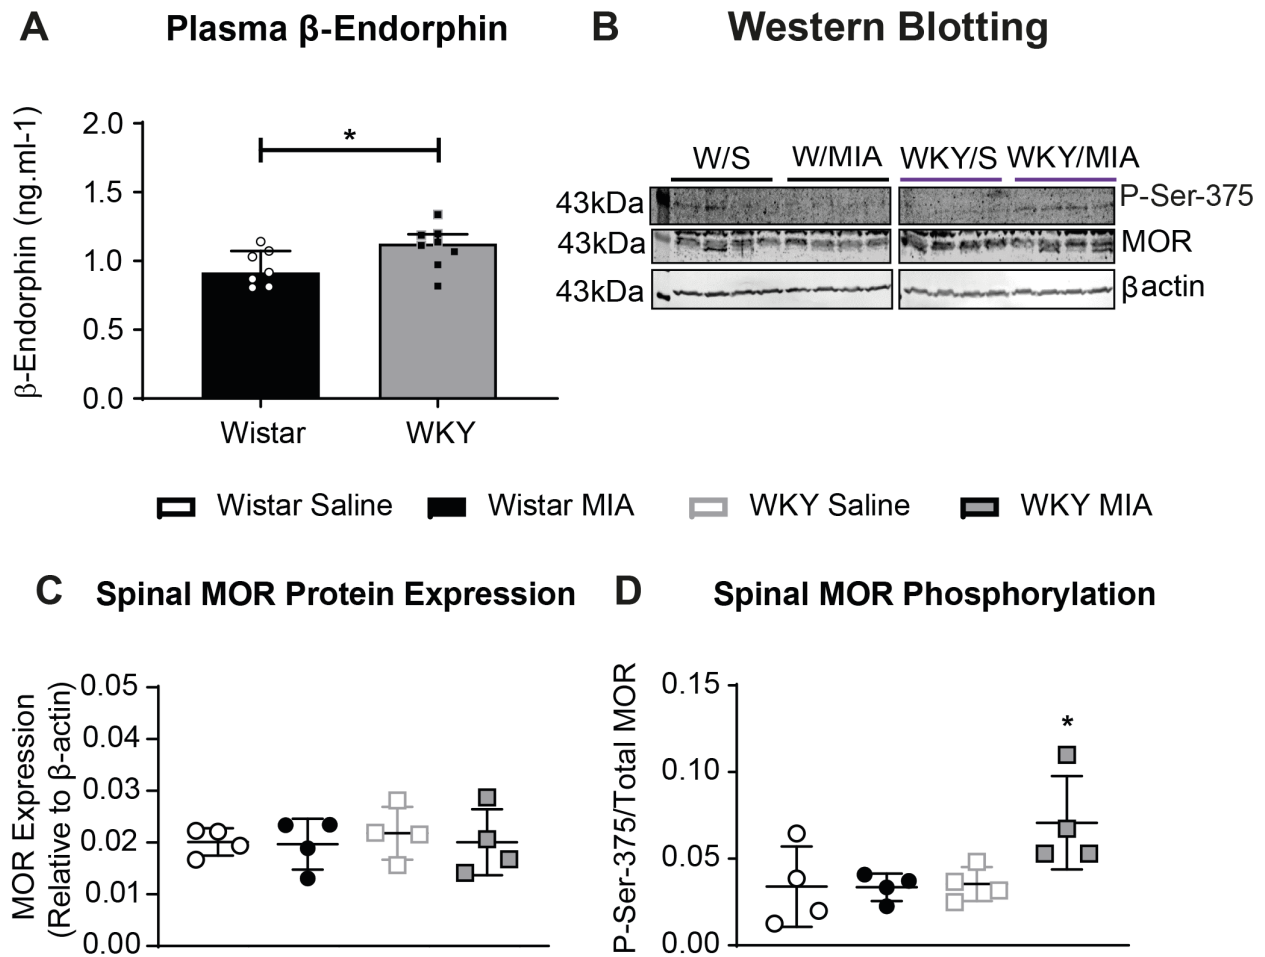 A
Plasma β-Endorphin
β-Endorphin (ng.ml-1)
2.0
1.5
1.0
0.5
0.0
*
Wistar
WKY
B
Western Blotting
W/S W/MIA WKY/S WKY/MIA
43kDa P-Ser-375
43kDa MOR
43kDa βactin
Wistar Saline Wistar MIA WKY Saline WKY MIA
C
Spinal MOR Protein Expression
MOR Expression
(Relative to β-actin)
0.05
0.04
0.03
0.02
0.01
0.00
D
Spinal MOR Phosphorylation
P-Ser-375/Total MOR
0.15
0.10
0.05
0.00
*